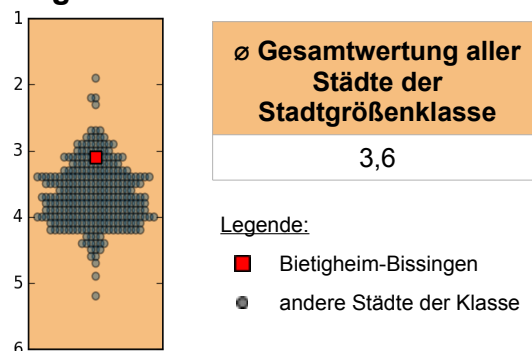 1
2
3
4
5
6
⌀ Gesamtwertung aller
Städte der
Stadtgrößenklasse
3,6
Legende:
Bietigheim-Bissingen
andere Städte der Klasse